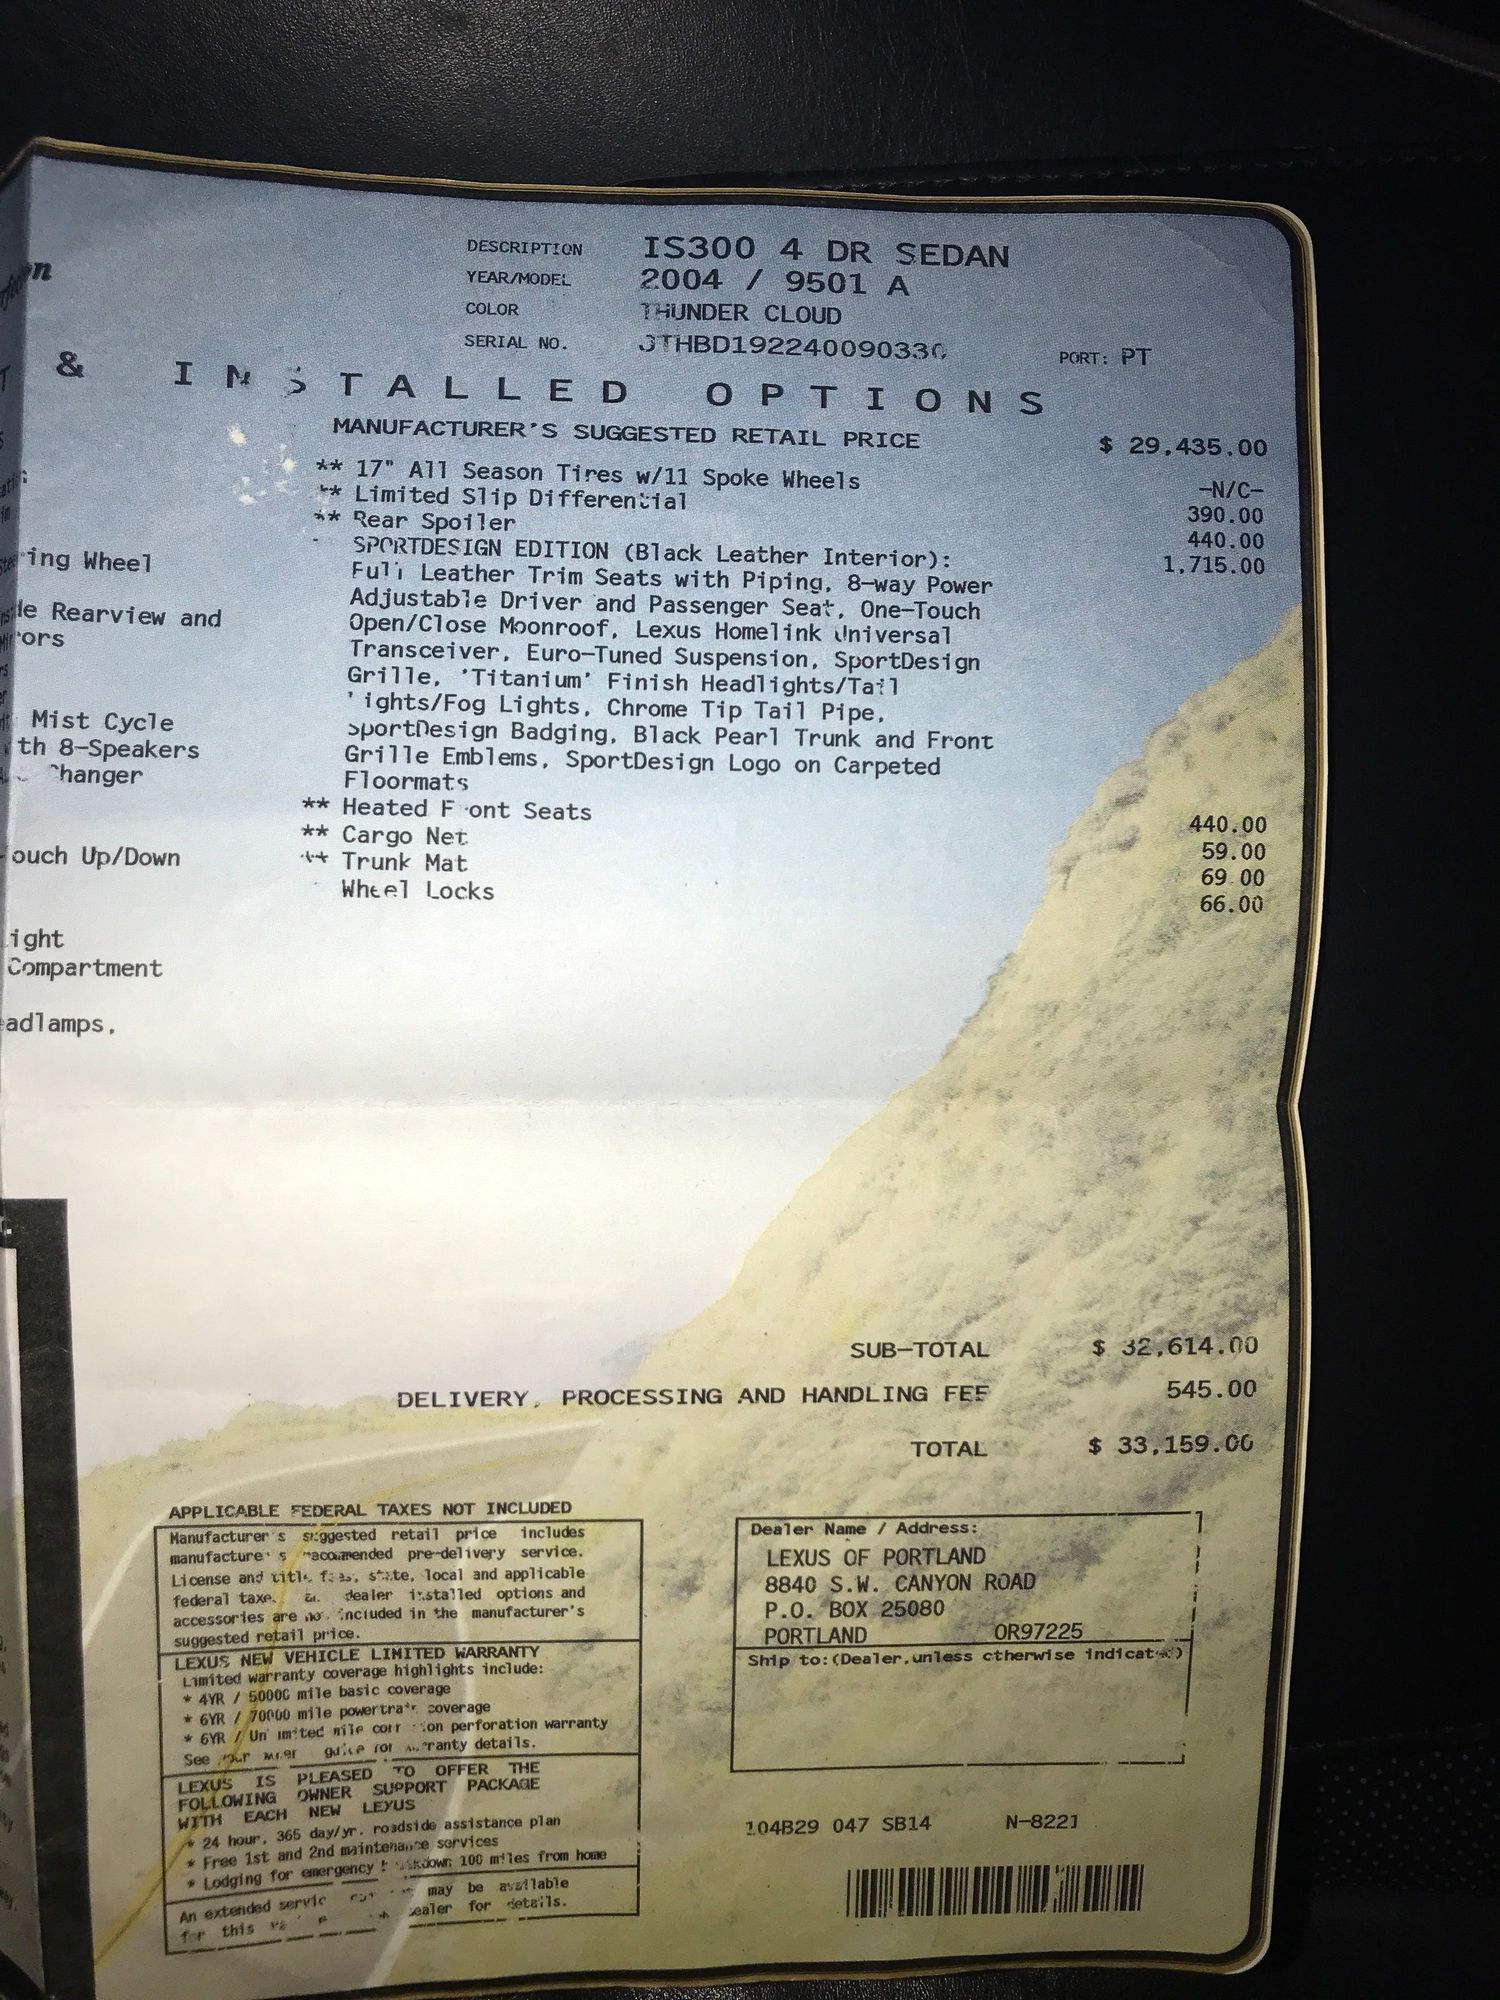 DESCRIPTION IS300 4 DR SEDAN
YEAR/MODEL 2004 / 9501 A
COLOR THUNDER CLOUD
SERIAL NO. JTHBD192240090330 PORT: PT
& INSTALLED OPTIONS
MANUFACTURER'S SUGGESTED RETAIL PRICE $ 29,435.00
** 17" All Season Tires w/11 Spoke Wheels -N/C-
** Limited Slip Differential 390.00
** Rear Spoiler 440.00
SPORTDESIGN EDITION (Black Leather Interior): 1,715.00
Full Leather Trim Seats with Piping, 8-way Power
Adjustable Driver and Passenger Seat, One-Touch
Open/Close Moonroof, Lexus Homelink Universal
Transceiver, Euro-Tuned Suspension, SportDesign
Grille, 'Titanium' Finish Headlights/Tail
Lights/Fog Lights, Chrome Tip Tail Pipe,
SportDesign Badging, Black Pearl Trunk and Front
Grille Emblems, SportDesign Logo on Carpeted
Floormats
** Heated Front Seats 440.00
** Cargo Net 59.00
** Trunk Mat 69.00
Wheel Locks 66.00
ing Wheel
Rearview and
ors
Mist Cycle
th 8-Speakers
Changer
ouch Up/Down
ight
Compartment
adlamps,
SUB-TOTAL $ 32,614.00
DELIVERY, PROCESSING AND HANDLING FEE 545.00
TOTAL $ 33,159.00
APPLICABLE FEDERAL TAXES NOT INCLUDED
Manufacturer's suggested retail price includes
manufacturer's recommended pre-delivery service.
License and title fees, state, local and applicable
federal taxes dealer installed options and
accessories are not included in the manufacturer's
suggested retail price.
LEXUS NEW VEHICLE LIMITED WARRANTY
Limited warranty coverage highlights include:
* 4YR / 50000 mile basic coverage
* 6YR / 70000 mile powertrain coverage
* 6YR / Unlimited mile corrosion perforation warranty
See your guide for warranty details.
LEXUS IS PLEASED TO OFFER THE
FOLLOWING OWNER SUPPORT PACKAGE
WITH EACH NEW LEXUS
* 24 hour, 365 day/yr. roadside assistance plan
* Free 1st and 2nd maintenance services
* Lodging for emergency breakdown 100 miles from home
An extended service may be available
for this dealer for details.
Dealer Name / Address:
LEXUS OF PORTLAND
8840 S.W. CANYON ROAD
P.O. BOX 25080
PORTLAND OR97225
Ship to:(Dealer,unless otherwise indicated)
104B29 047 SB14 N-8221